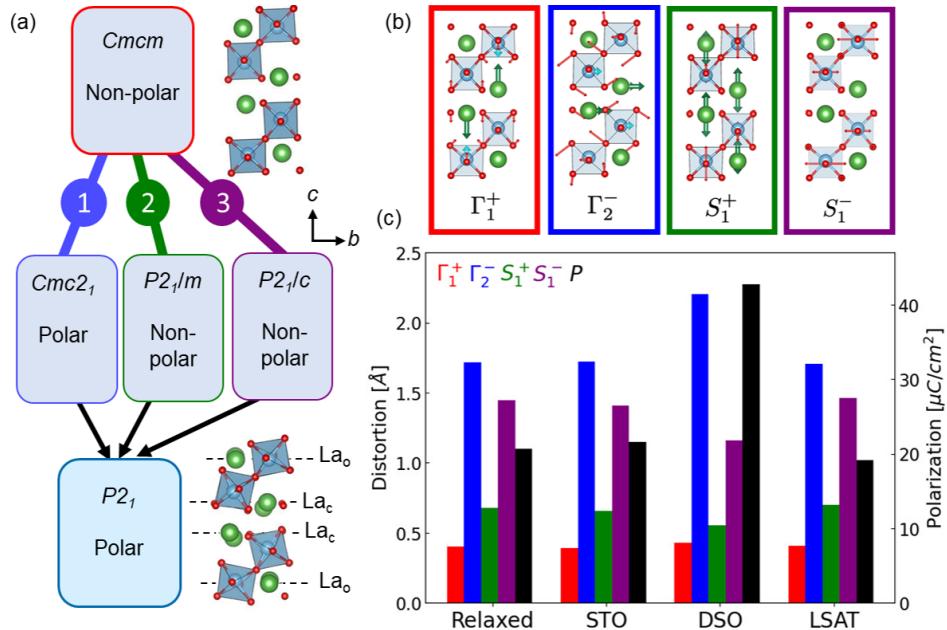 (a)
Cmcm
Non-polar
1
2
3
c
b
Cmc2₁
Polar
P2₁/m
Non-
polar
P2₁/c
Non-
polar
P2₁
Polar
Laₒ
La꜀
La꜀
Laₒ
(b)
Γ₁⁺
Γ₂⁻
S₁⁺
S₁⁻
(c)
Γ₁⁺ Γ₂⁻ S₁⁺ S₁⁻ P
Distortion [Å]
2.5
2.0
1.5
1.0
0.5
0.0
Polarization [μC/cm²]
40
30
20
10
0
Relaxed STO DSO LSAT